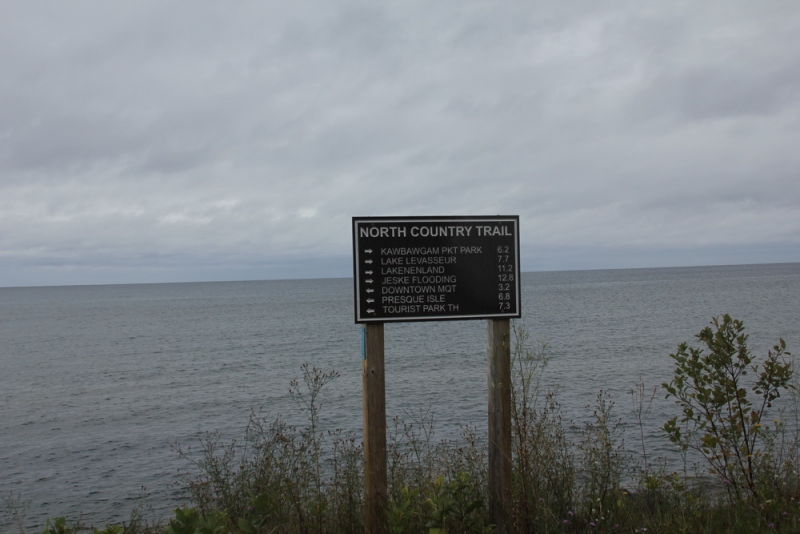 NORTH COUNTRY TRAIL
→ KAWBAWGAM PKT PARK 6.2
→ LAKE LEVASSEUR 7.7
→ LAKENENLAND 11.2
→ JESKE FLOODING 12.8
← DOWNTOWN MQT 3.2
← PRESQUE ISLE 6.8
← TOURIST PARK TH 7.3